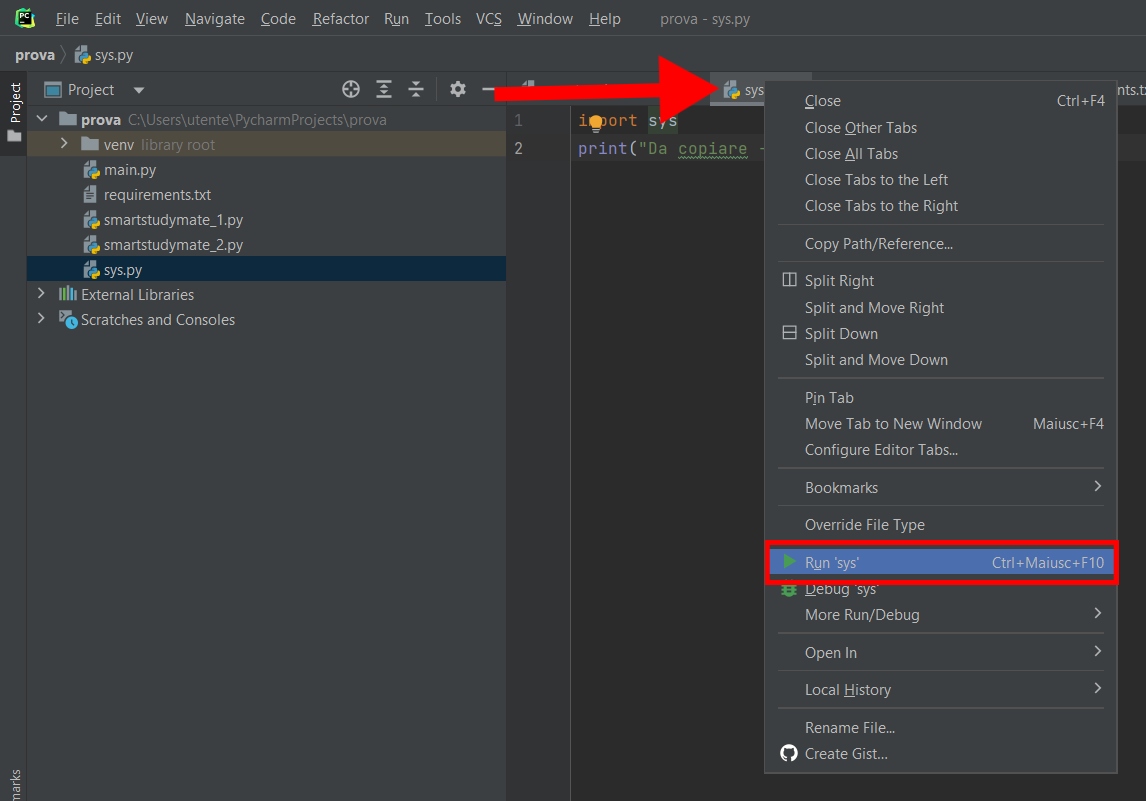 PC
File Edit View Navigate Code Refactor Run Tools VCS Window Help prova - sys.py
prova sys.py
Project
Project
sys
nts.tx
prova C:\Users\utente\PycharmProjects\prova
venv library root
main.py
requirements.txt
smartstudymate_1.py
smartstudymate_2.py
sys.py
External Libraries
Scratches and Consoles
1 import sys
2 print("Da copiare -
Close Ctrl+F4
Close Other Tabs
Close All Tabs
Close Tabs to the Left
Close Tabs to the Right
Copy Path/Reference...
Split Right
Split and Move Right
Split Down
Split and Move Down
Pin Tab
Move Tab to New Window Maiusc+F4
Configure Editor Tabs...
Bookmarks
Override File Type
Run 'sys' Ctrl+Maiusc+F10
Debug 'sys'
More Run/Debug
Open In
Local History
Rename File...
Create Gist...
marks